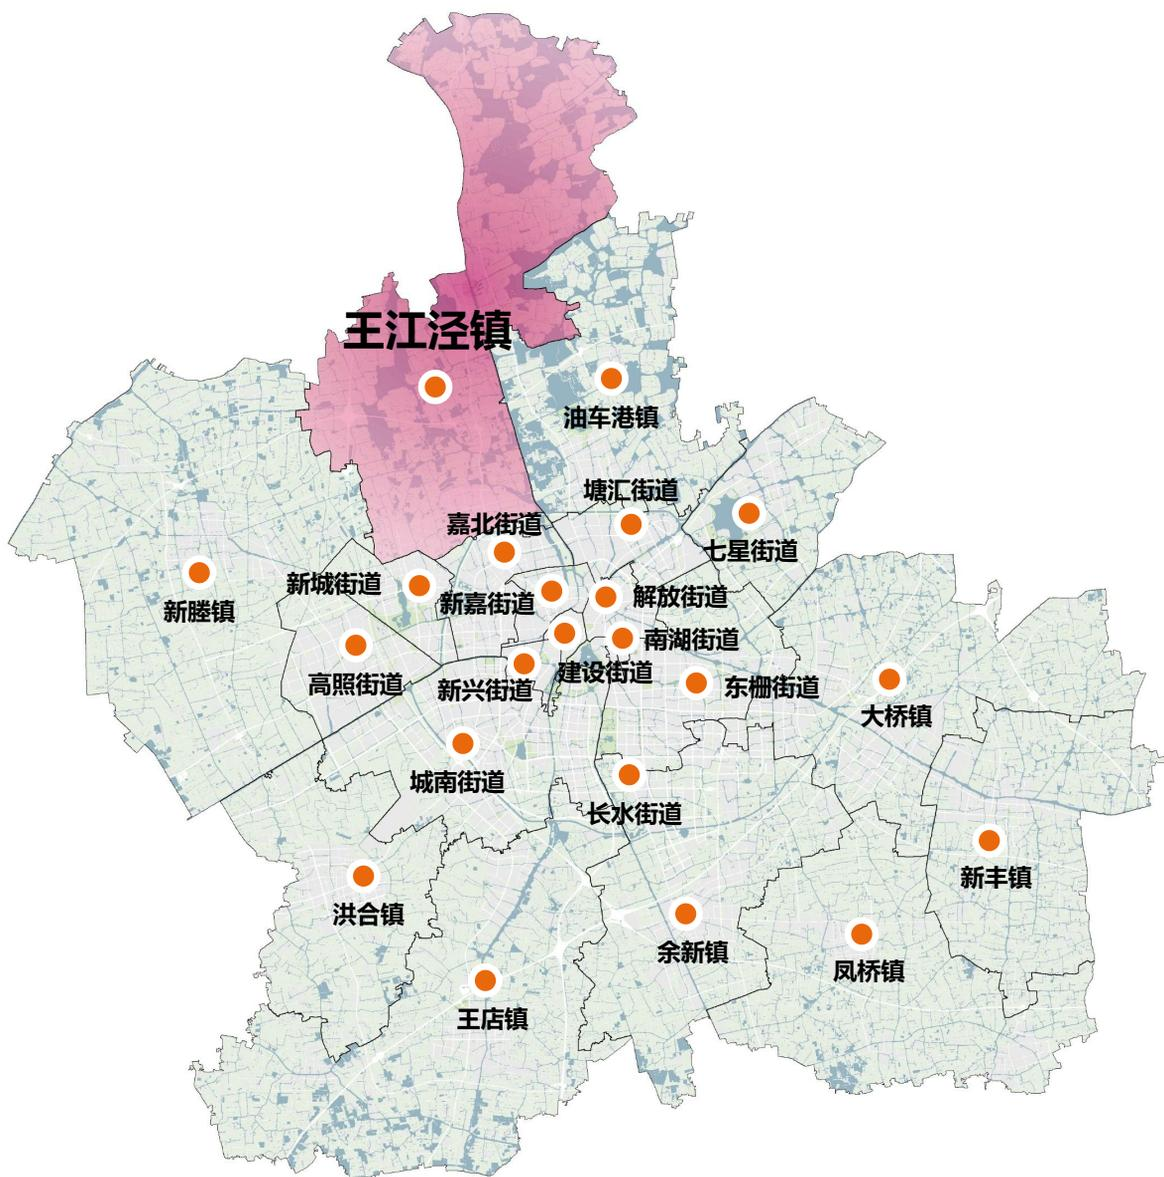 王江泾镇
油车港镇
塘汇街道
嘉北街道
七星街道
新城街道
新嘉街道
解放街道
新塍镇
南湖街道
建设街道
高照街道
新兴街道
东栅街道
大桥镇
城南街道
长水街道
新丰镇
洪合镇
余新镇
凤桥镇
王店镇